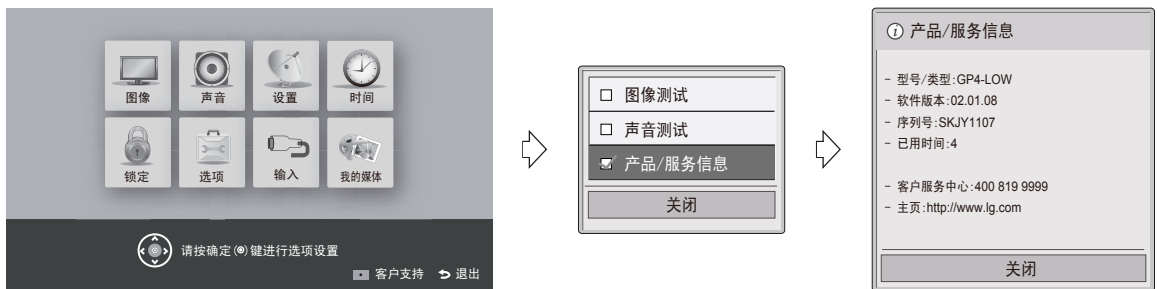 图像 声音 设置 时间
锁定 选项 输入 我的媒体
请按确定(◉)键进行选项设置
客户支持 退出
图像测试
声音测试
产品/服务信息
关闭
产品/服务信息
- 型号/类型:GP4-LOW
- 软件版本:02.01.08
- 序列号:SKJY1107
- 已用时间:4
- 客户服务中心:400 819 9999
- 主页:http://www.lg.com
关闭